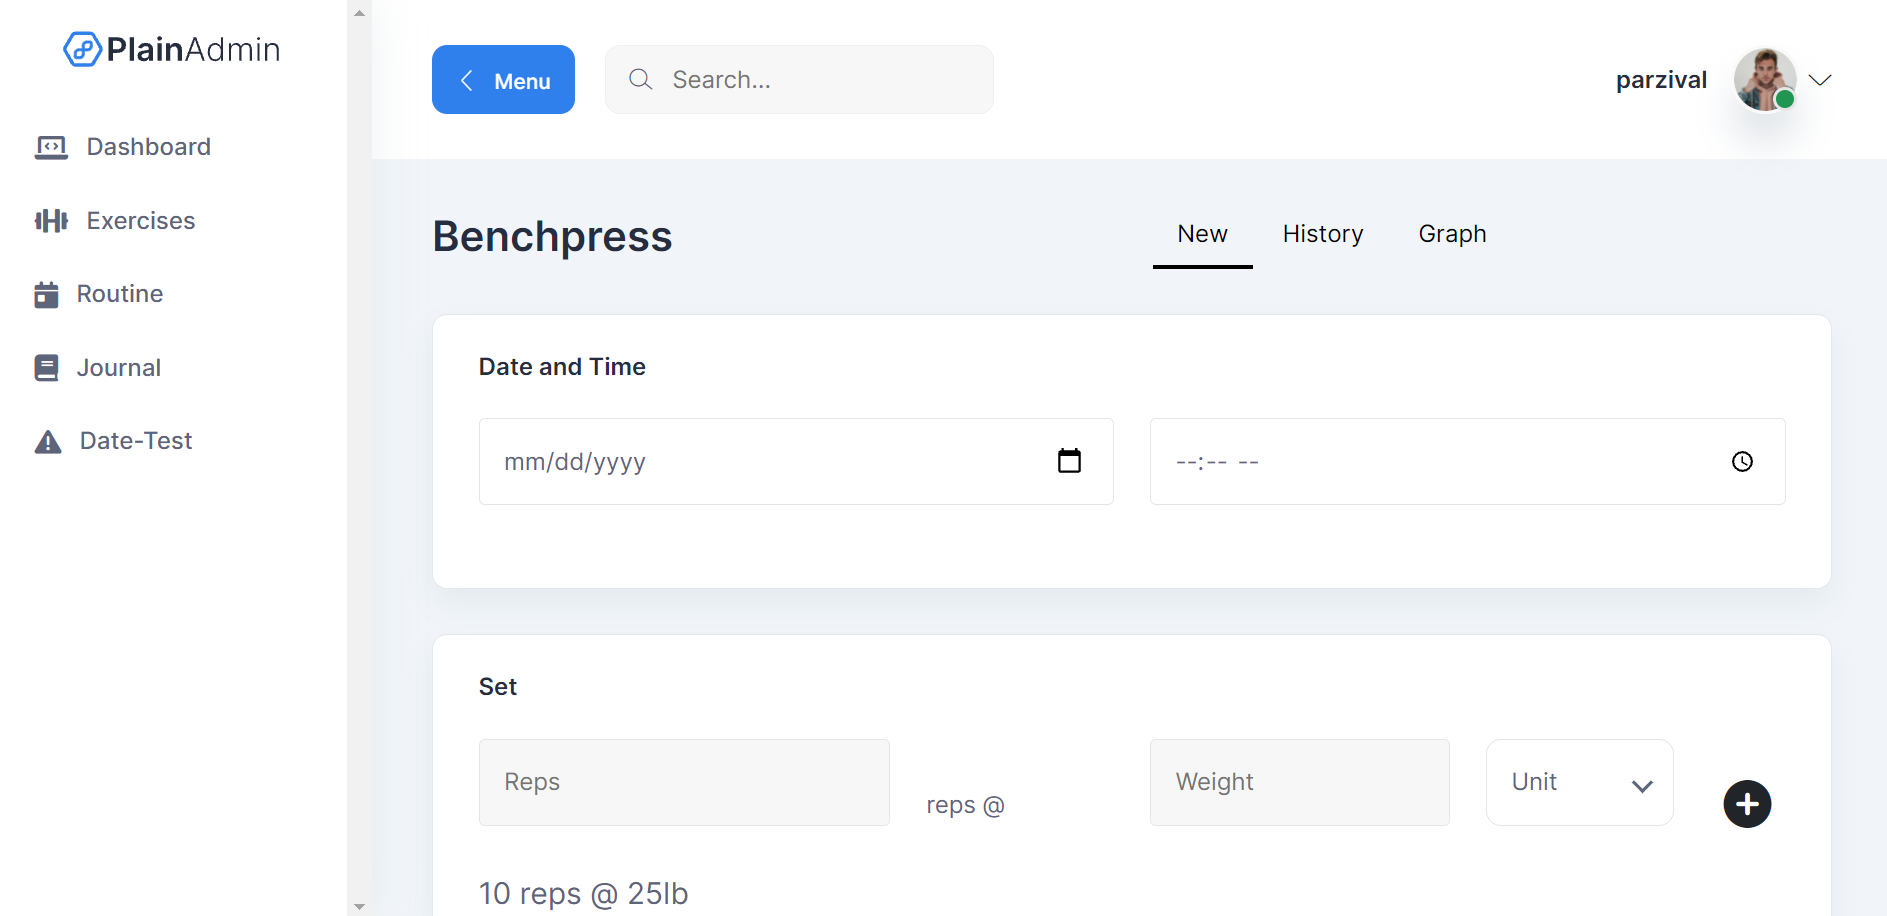 PlainAdmin
Dashboard
Exercises
Routine
Journal
Date-Test
Menu
Search...
parzival
Benchpress
New History Graph
Date and Time
mm/dd/yyyy
--:-- --
Set
Reps
reps @
Weight
Unit
10 reps @ 25lb